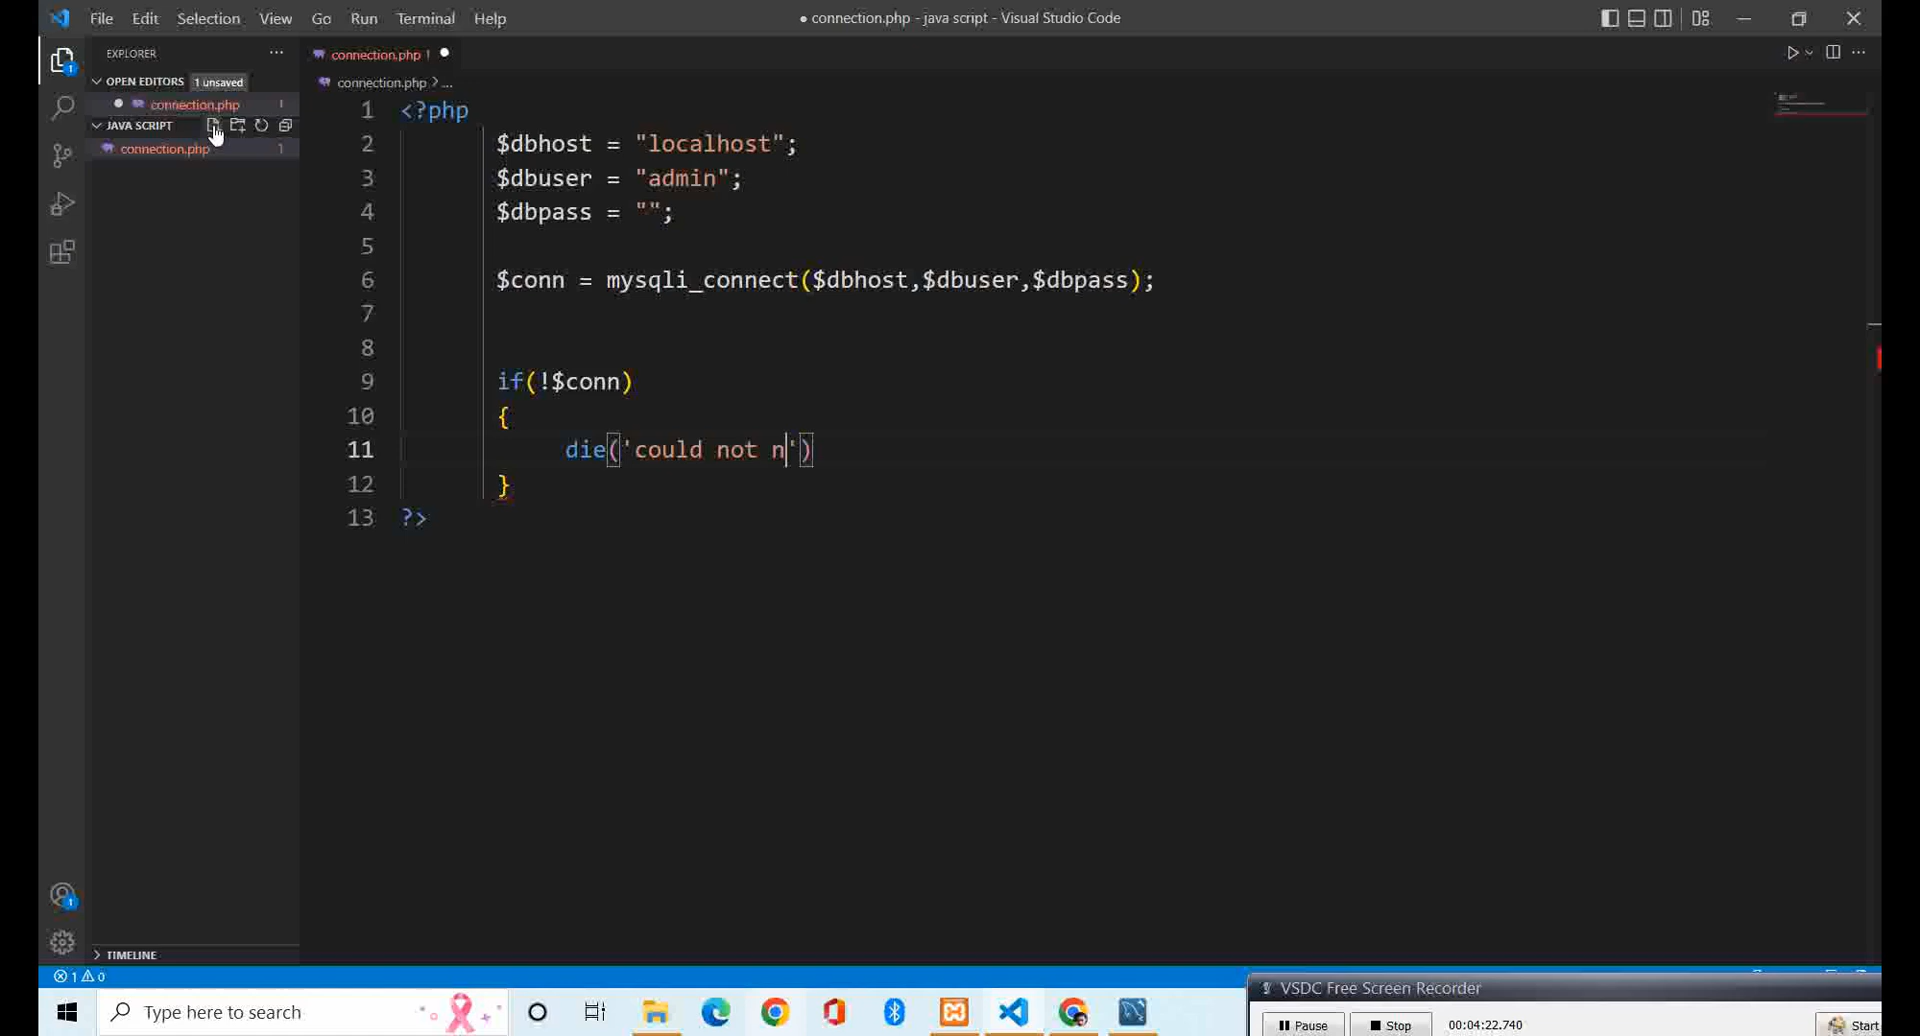 File Edit Selection View Go Run Terminal Help
● connection.php - java script - Visual Studio Code
EXPLORER
OPEN EDITORS 1 unsaved
connection.php 1
JAVA SCRIPT
connection.php 1
TIMELINE
connection.php 1
connection.php > ...
1 <?php
2 $dbhost = "localhost";
3 $dbuser = "admin";
4 $dbpass = "";
5
6 $conn = mysqli_connect($dbhost,$dbuser,$dbpass);
7
8
9 if(!$conn)
10 {
11 die('could not n')
12 }
13 ?>
1 0
VSDC Free Screen Recorder
Pause Stop 00:04:22.740 Start
Type here to search